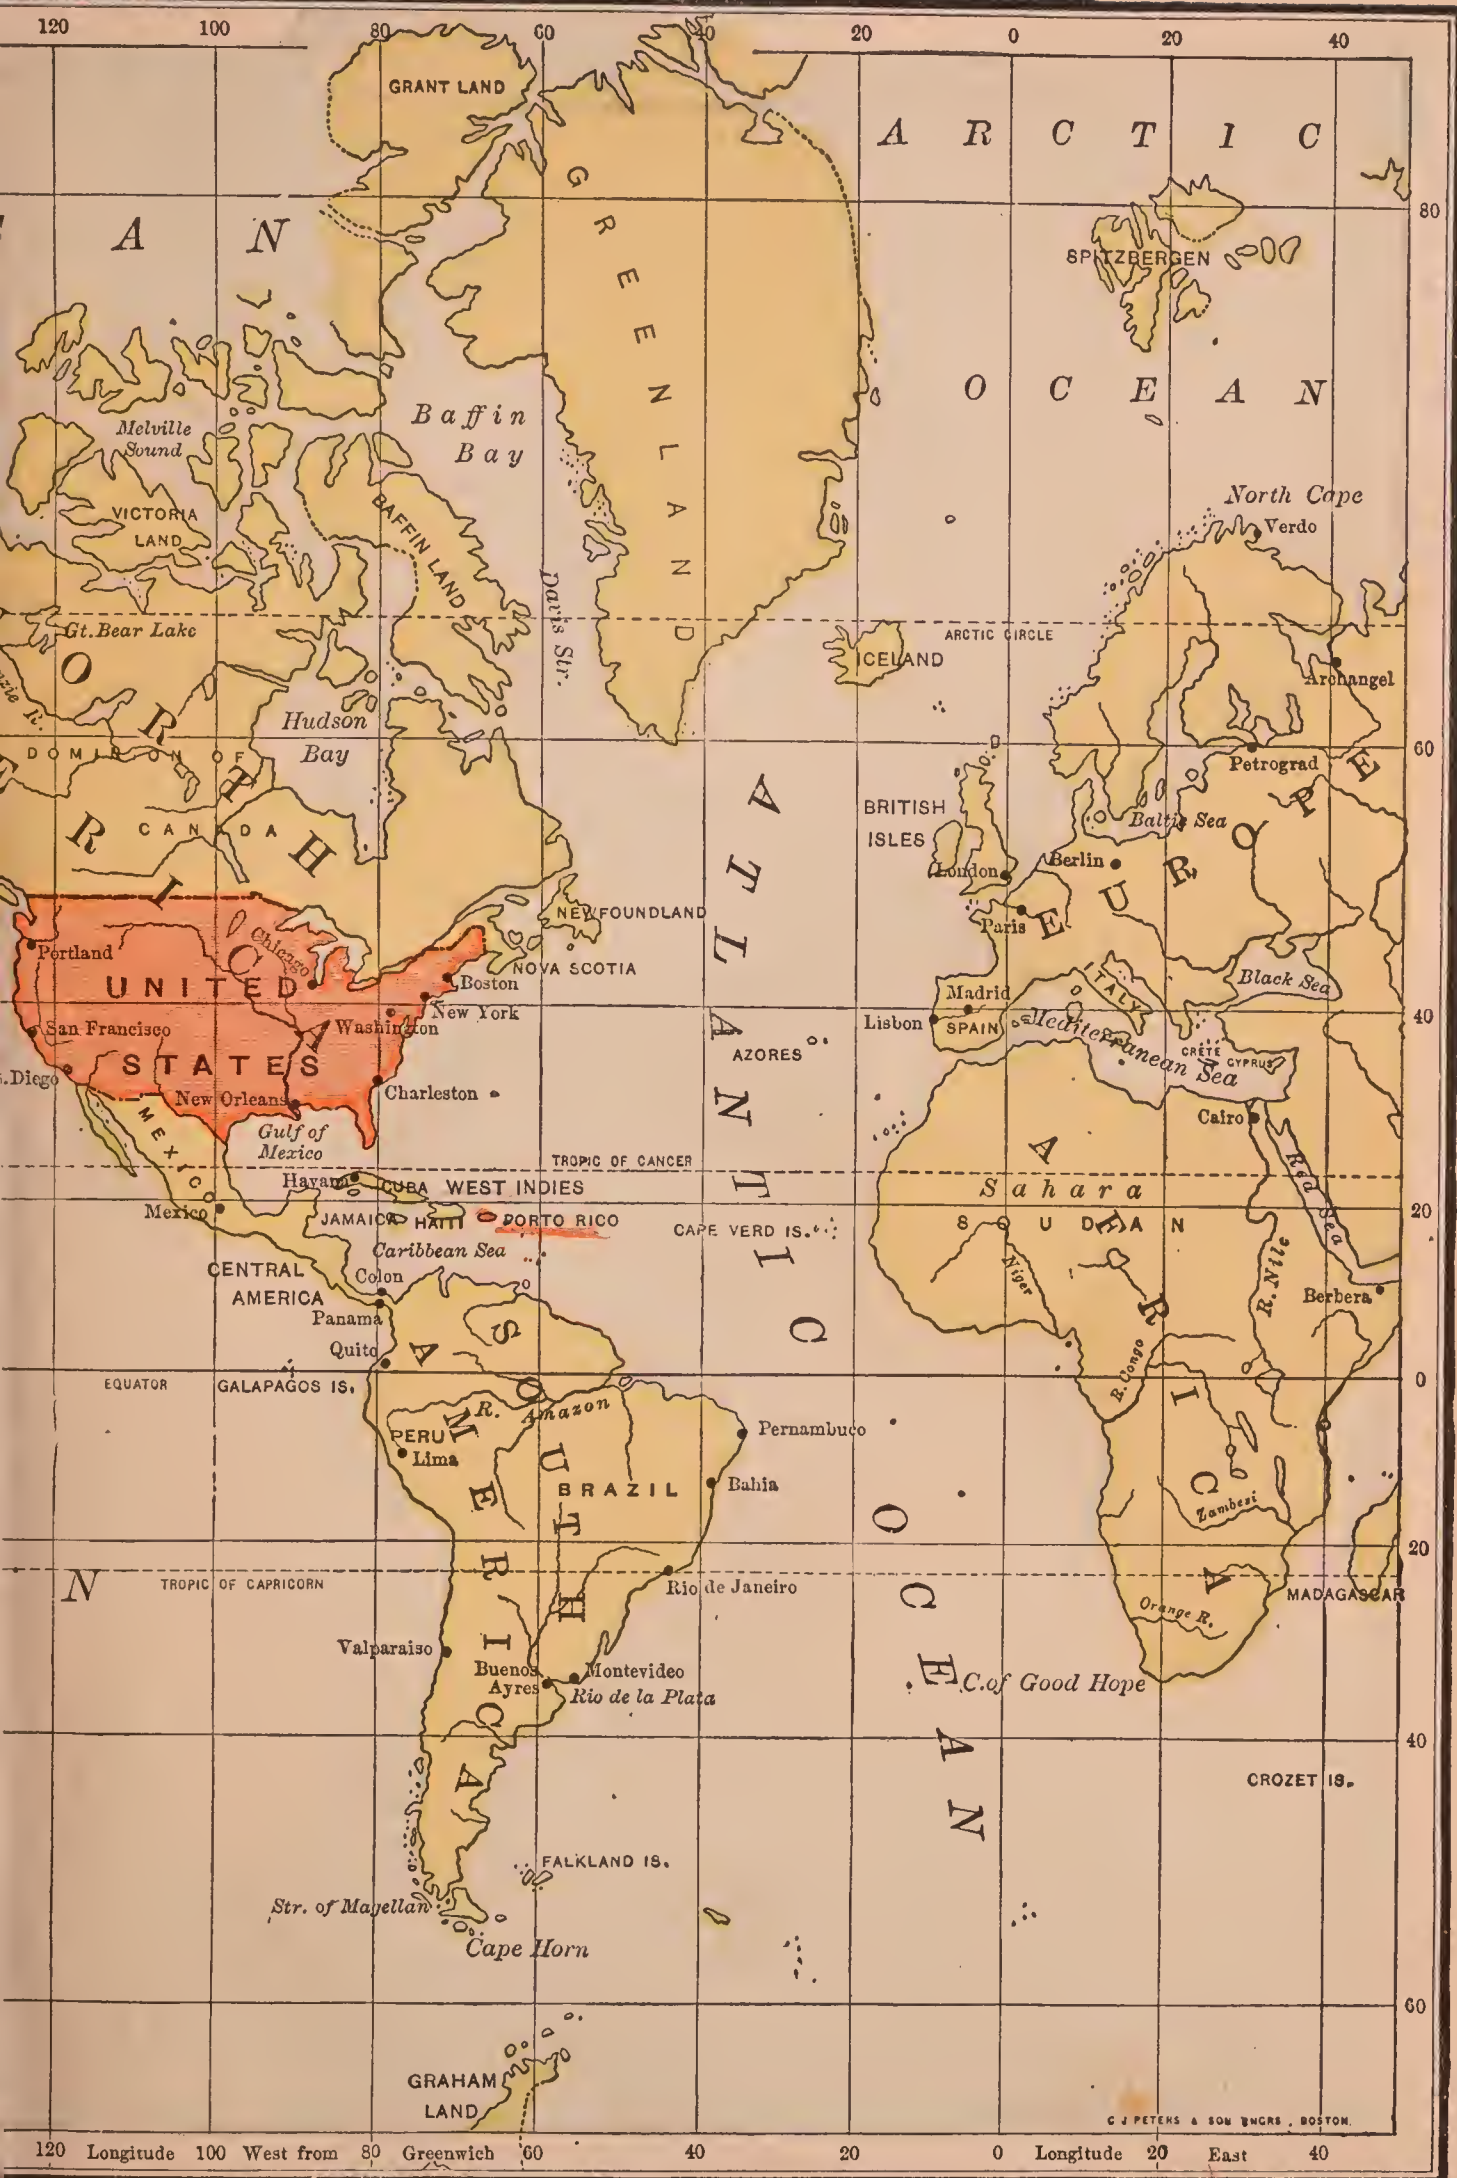 120 100 80 60 40 20 0 20 40
GRANT LAND
ARCTIC
GREENLAND
AN
80
SPITZBERGEN
OCEAN
Baffin
Bay
Melville
Sound
North Cape
Verdo
VICTORIA
LAND
BAFFIN LAND
Davis Str.
Gt. Bear Lake
ARCTIC CIRCLE
ICELAND
Archangel
zie R.
Hudson
Bay
NORTH
60
DOMINION OF
CANADA
Petrograd
EUROPE
BRITISH
ISLES
Baltic Sea
London
Berlin
ERICA
NEWFOUNDLAND
Paris
Portland
Chicago
NOVA SCOTIA
ITALY
Black Sea
UNITED
Boston
Madrid
New York
Lisbon
SPAIN
40
San Francisco
Washington
AZORES
Mediterranean Sea
CRETE
CYPRUS
STATES
S. Diego
New Orleans
Charleston
Cairo
MEXICO
Gulf of
Mexico
TROPIC OF CANCER
Red Sea
Havana
CUBA
WEST INDIES
Sahara
Mexico
JAMAICA
HAITI
PORTO RICO
CAPE VERD IS.
SOUDAN
20
Caribbean Sea
CENTRAL
AMERICA
Colon
Niger
R. Nile
Berbera
Panama
ATLANTIC
AFRICA
Quito
EQUATOR
GALAPAGOS IS.
R. Congo
0
R. Amazon
SOUTH
AMERICA
PERU
Lima
Pernambuco
BRAZIL
Bahia
Zambesi
20
N
TROPIC OF CAPRICORN
Rio de Janeiro
MADAGASCAR
Orange R.
Valparaiso
Buenos
Ayres
Montevideo
Rio de la Plata
C. of Good Hope
OCEAN
40
CROZET IS.
FALKLAND IS.
Str. of Magellan
Cape Horn
60
GRAHAM
LAND
C J PETERS & SON ENGRS, BOSTON.
120 Longitude 100 West from 80 Greenwich 60 40 20 0 Longitude 20 East 40